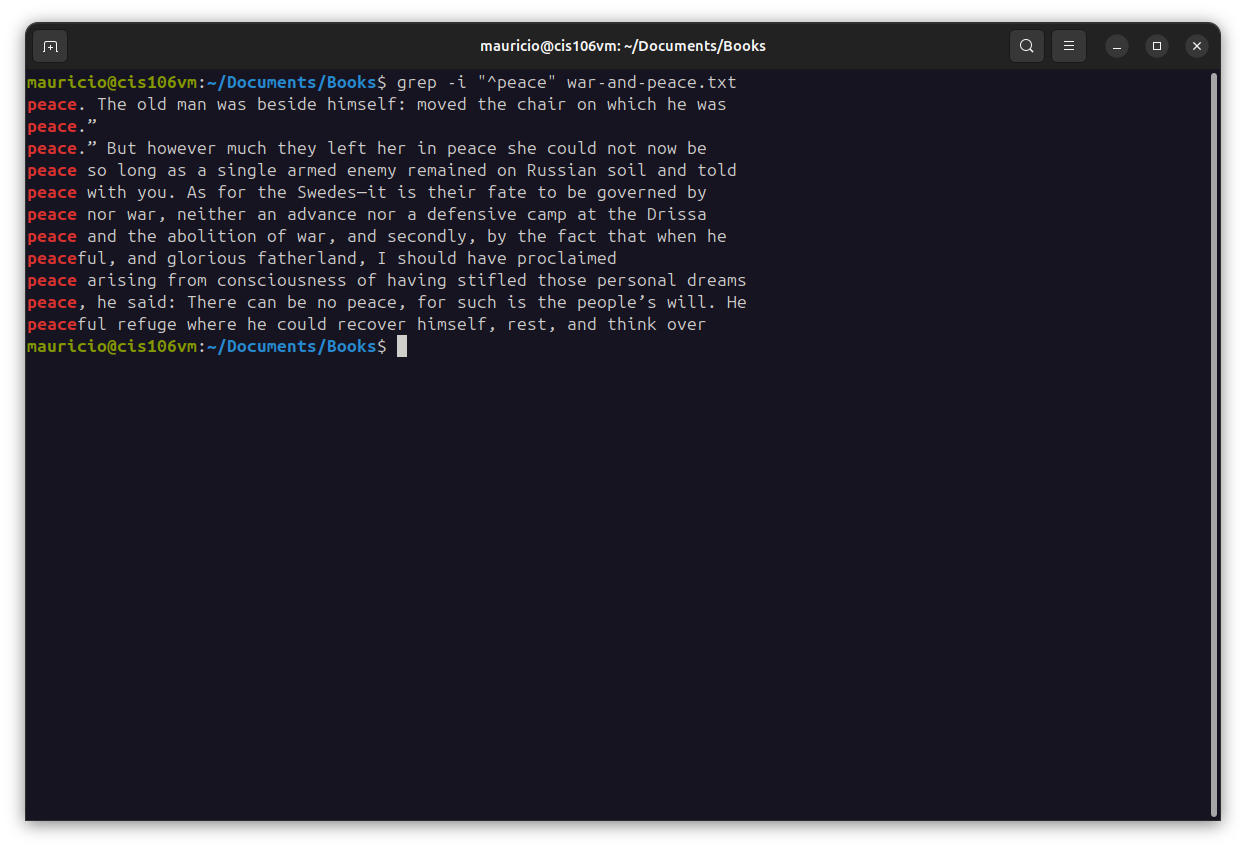 mauricio@cis106vm: ~/Documents/Books
mauricio@cis106vm:~/Documents/Books$ grep -i "^peace" war-and-peace.txt
peace. The old man was beside himself: moved the chair on which he was
peace.”
peace.” But however much they left her in peace she could not now be
peace so long as a single armed enemy remained on Russian soil and told
peace with you. As for the Swedes—it is their fate to be governed by
peace nor war, neither an advance nor a defensive camp at the Drissa
peace and the abolition of war, and secondly, by the fact that when he
peaceful, and glorious fatherland, I should have proclaimed
peace arising from consciousness of having stifled those personal dreams
peace, he said: There can be no peace, for such is the people’s will. He
peaceful refuge where he could recover himself, rest, and think over
mauricio@cis106vm:~/Documents/Books$